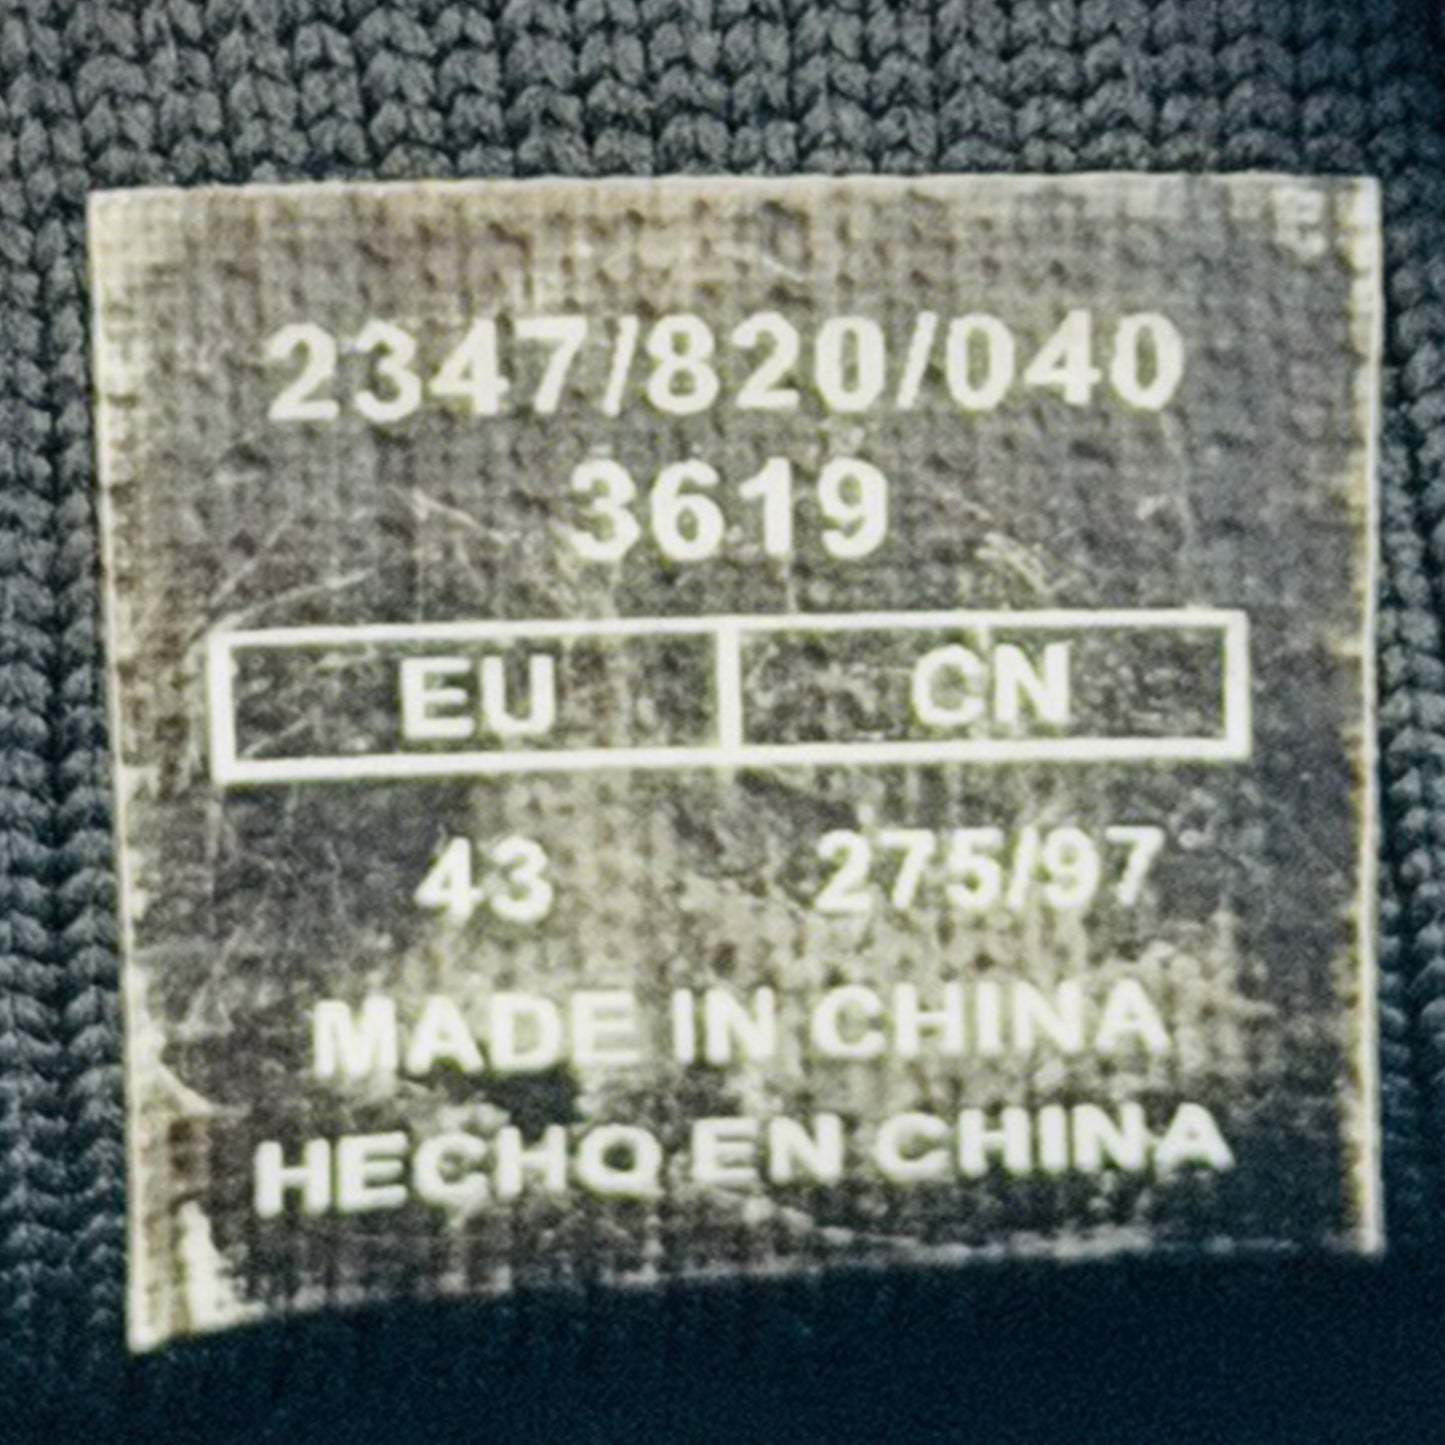 2347/820/040
3619
EU CN
43 275/97
MADE IN CHINA
HECHO EN CHINA